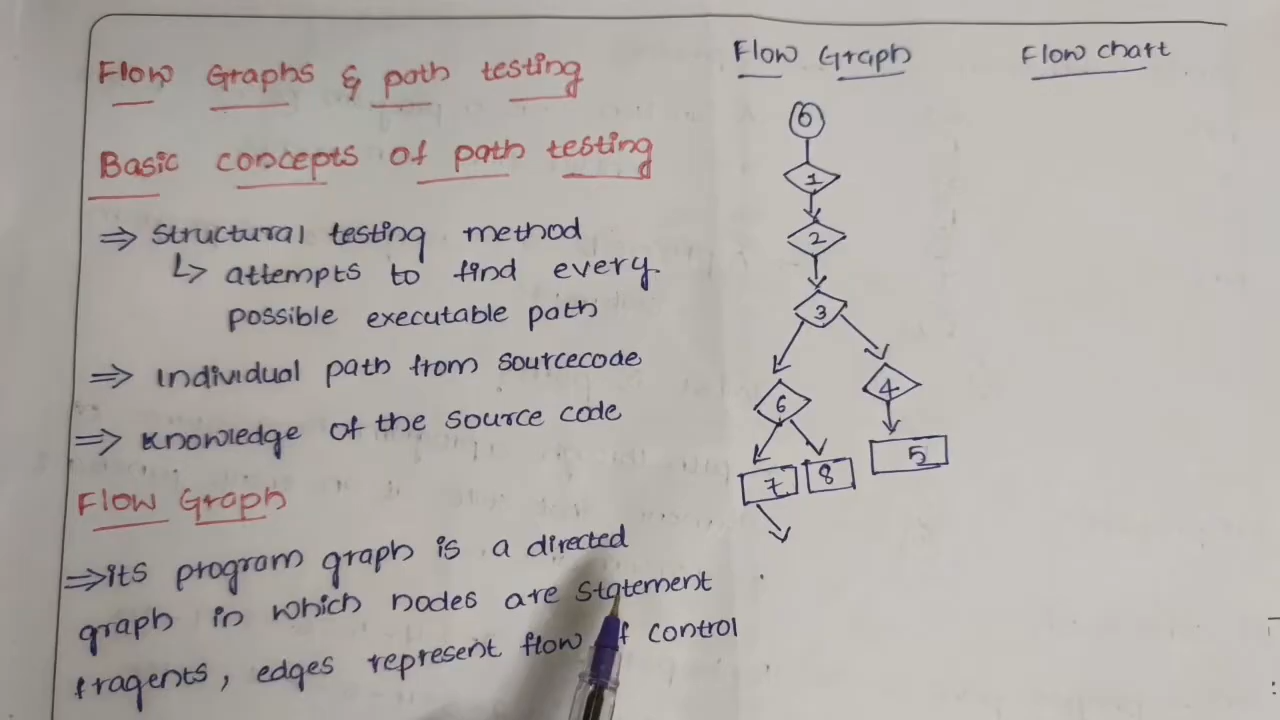 Flow Graphs & path testing
Basic concepts of path testing
⇒ structural testing method
↳ attempts to find every
possible executable path
⇒ individual path from sourcecode
⇒ knowledge of the source code
Flow Graph
⇒ its program graph is a directed
graph in which nodes are statement
fragents, edges represent flow of control
Flow Graph
6
1
2
3
6
4
7
8
5
Flow chart